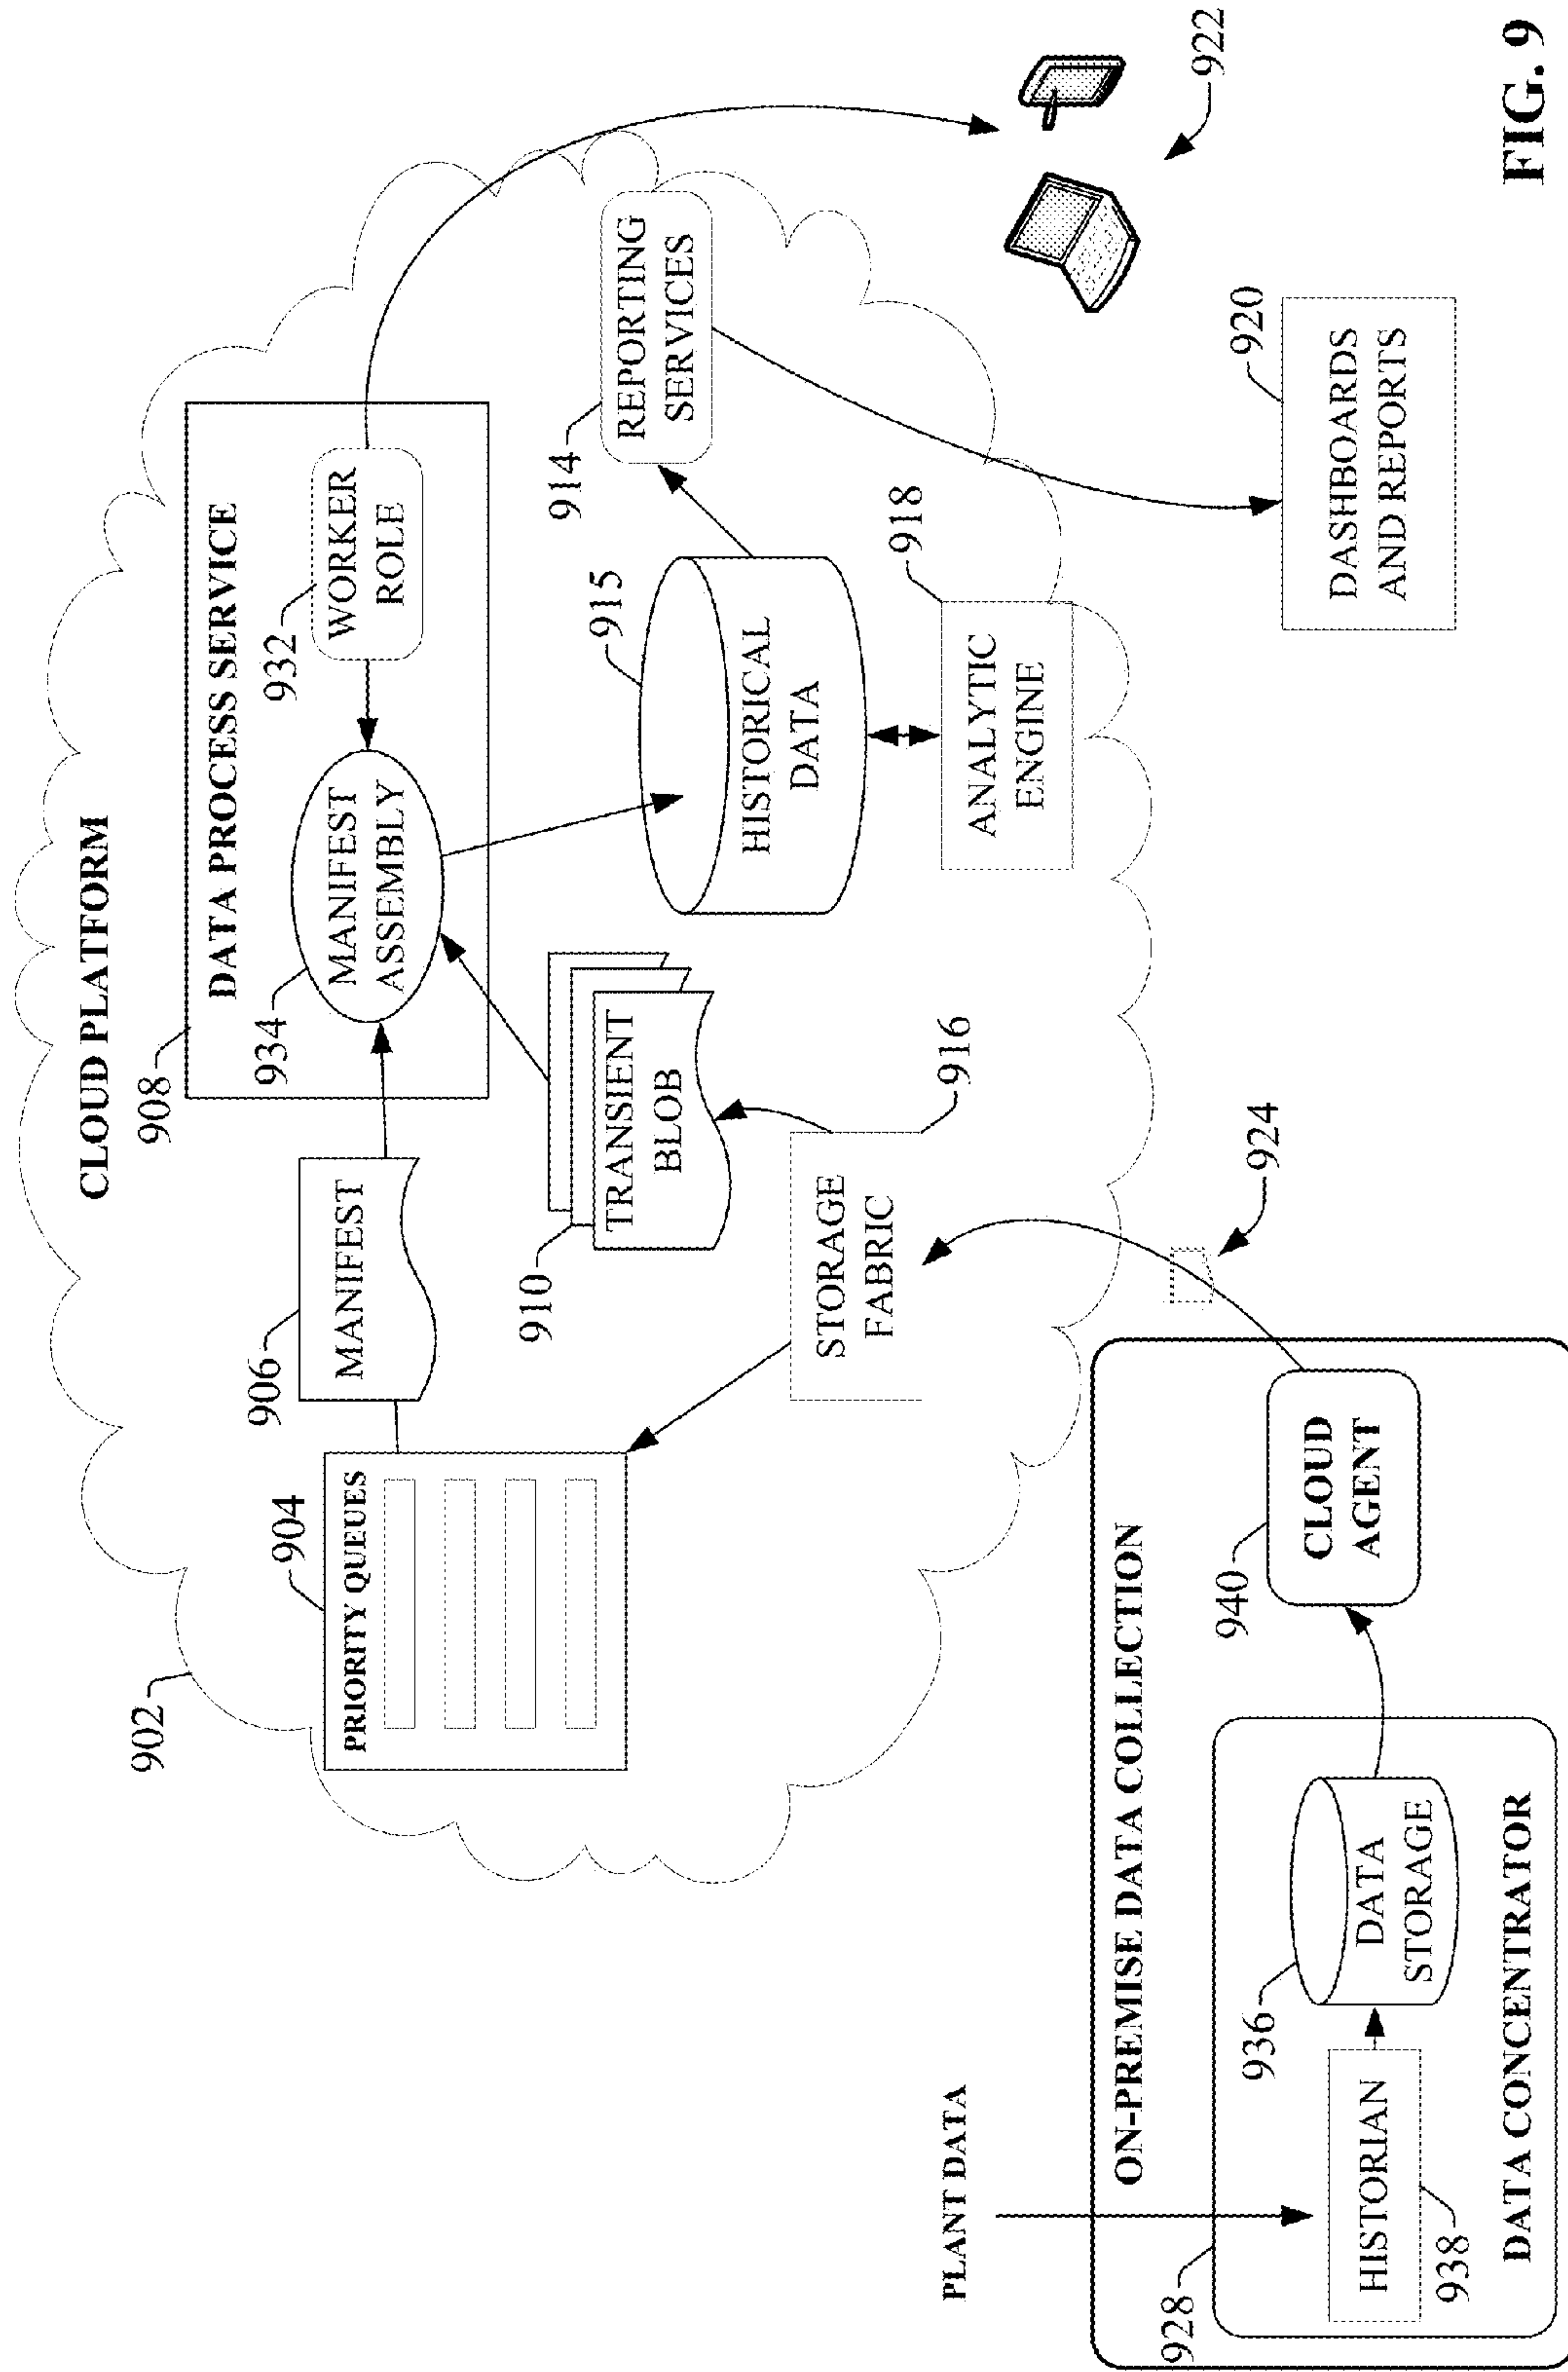 CLOUD PLATFORM
902
904
PRIORITY QUEUES
906
MANIFEST
908
DATA PROCESS SERVICE
934
MANIFEST
ASSEMBLY
932
WORKER
ROLE
910
TRANSIENT
BLOB
915
HISTORICAL
DATA
914
REPORTING
SERVICES
STORAGE
FABRIC
916
918
ANALYTIC
ENGINE
924
922
920
DASHBOARDS
AND REPORTS
PLANT DATA
ON-PREMISE DATA COLLECTION
928
936
DATA
STORAGE
HISTORIAN
938
DATA CONCENTRATOR
940
CLOUD
AGENT
FIG. 9